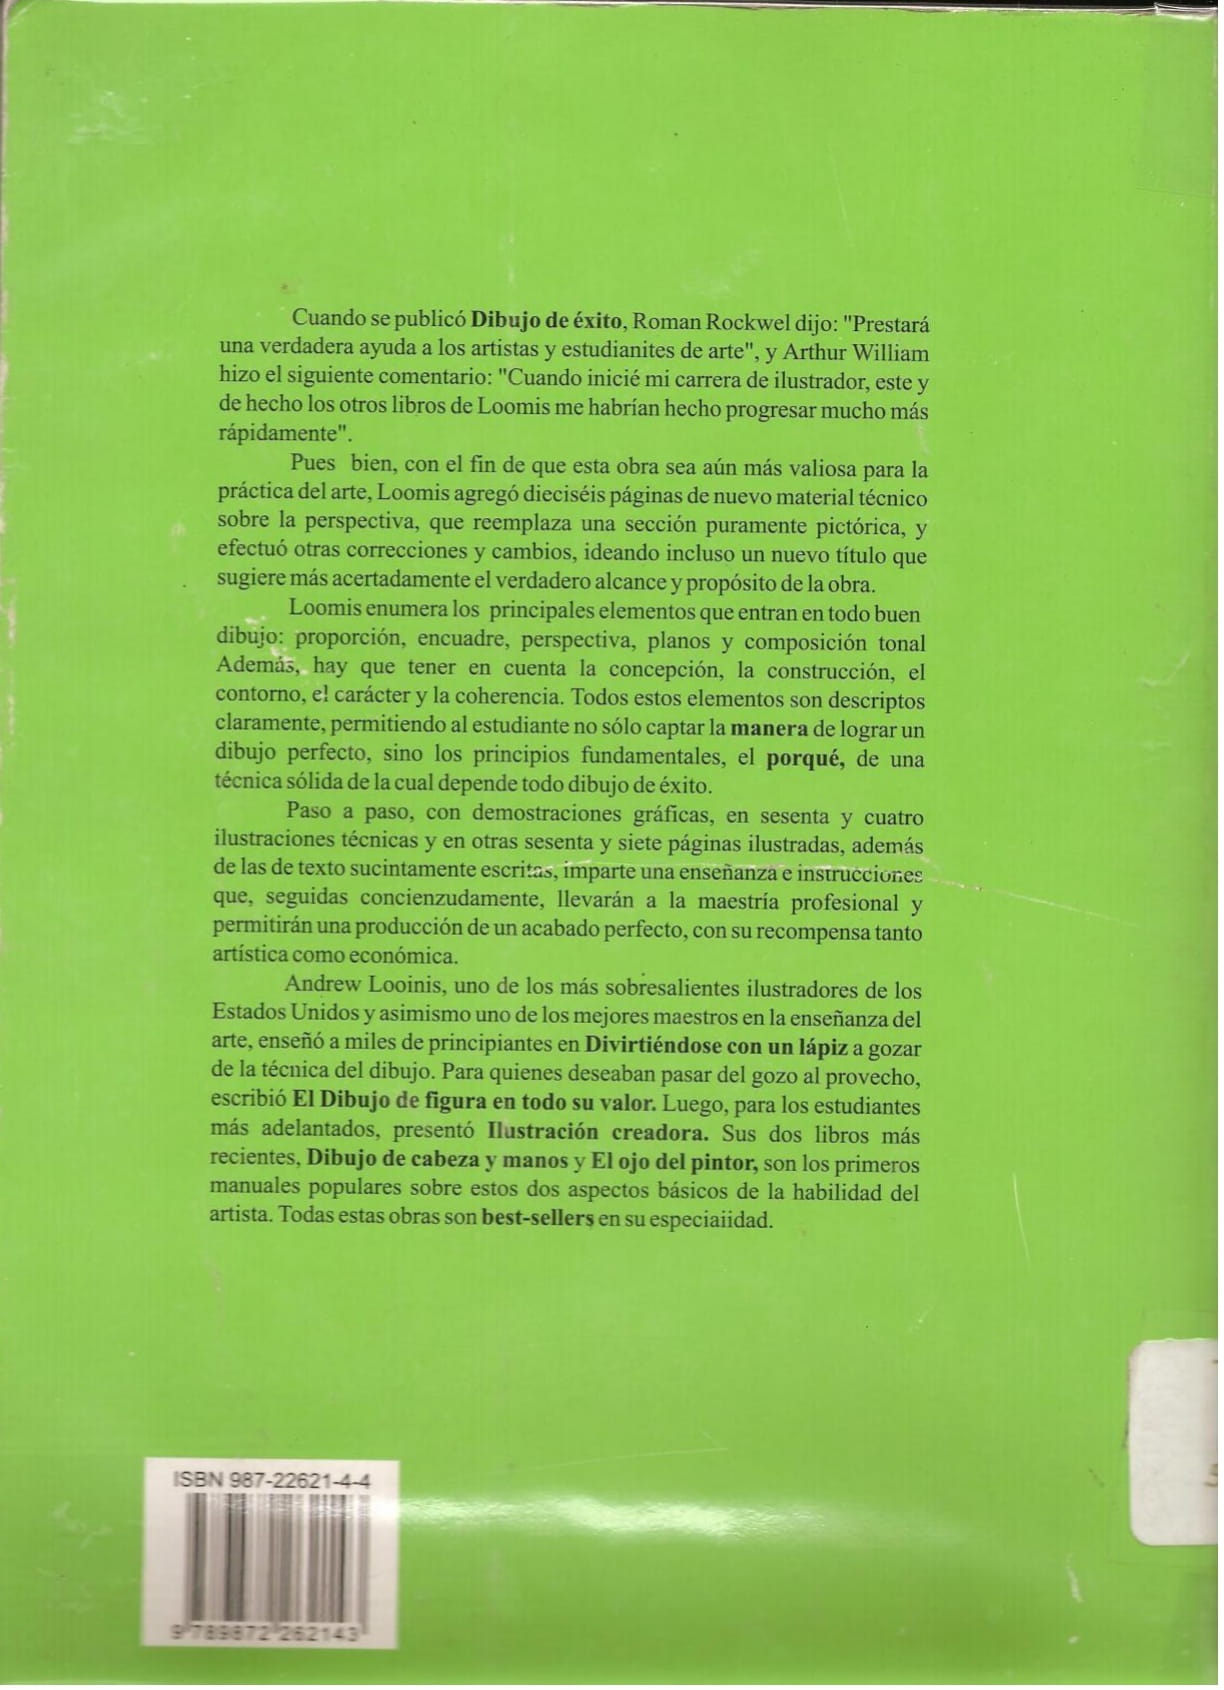 Cuando se publicó Dibujo de éxito, Roman Rockwel dijo: "Prestará
una verdadera ayuda a los artistas y estudianites de arte", y Arthur William
hizo el siguiente comentario: "Cuando inicié mi carrera de ilustrador, este y
de hecho los otros libros de Loomis me habrían hecho progresar mucho más
rápidamente".
Pues bien, con el fin de que esta obra sea aún más valiosa para la
práctica del arte, Loomis agregó dieciséis páginas de nuevo material técnico
sobre la perspectiva, que reemplaza una sección puramente pictórica, y
efectuó otras correcciones y cambios, ideando incluso un nuevo título que
sugiere más acertadamente el verdadero alcance y propósito de la obra.
Loomis enumera los principales elementos que entran en todo buen
dibujo: proporción, encuadre, perspectiva, planos y composición tonal
Además, hay que tener en cuenta la concepción, la construcción, el
contorno, el carácter y la coherencia. Todos estos elementos son descriptos
claramente, permitiendo al estudiante no sólo captar la manera de lograr un
dibujo perfecto, sino los principios fundamentales, el porqué, de una
técnica sólida de la cual depende todo dibujo de éxito.
Paso a paso, con demostraciones gráficas, en sesenta y cuatro
ilustraciones técnicas y en otras sesenta y siete páginas ilustradas, además
de las de texto sucintamente escritas, imparte una enseñanza e instrucciones
que, seguidas concienzudamente, llevarán a la maestría profesional y
permitirán una producción de un acabado perfecto, con su recompensa tanto
artística como económica.
Andrew Looinis, uno de los más sobresalientes ilustradores de los
Estados Unidos y asimismo uno de los mejores maestros en la enseñanza del
arte, enseñó a miles de principiantes en Divirtiéndose con un lápiz a gozar
de la técnica del dibujo. Para quienes deseaban pasar del gozo al provecho,
escribió El Dibujo de figura en todo su valor. Luego, para los estudiantes
más adelantados, presentó Ilustración creadora. Sus dos libros más
recientes, Dibujo de cabeza y manos y El ojo del pintor, son los primeros
manuales populares sobre estos dos aspectos básicos de la habilidad del
artista. Todas estas obras son best-sellers en su especiaiidad.
ISBN 987-22621-4-4
9 789872 262143